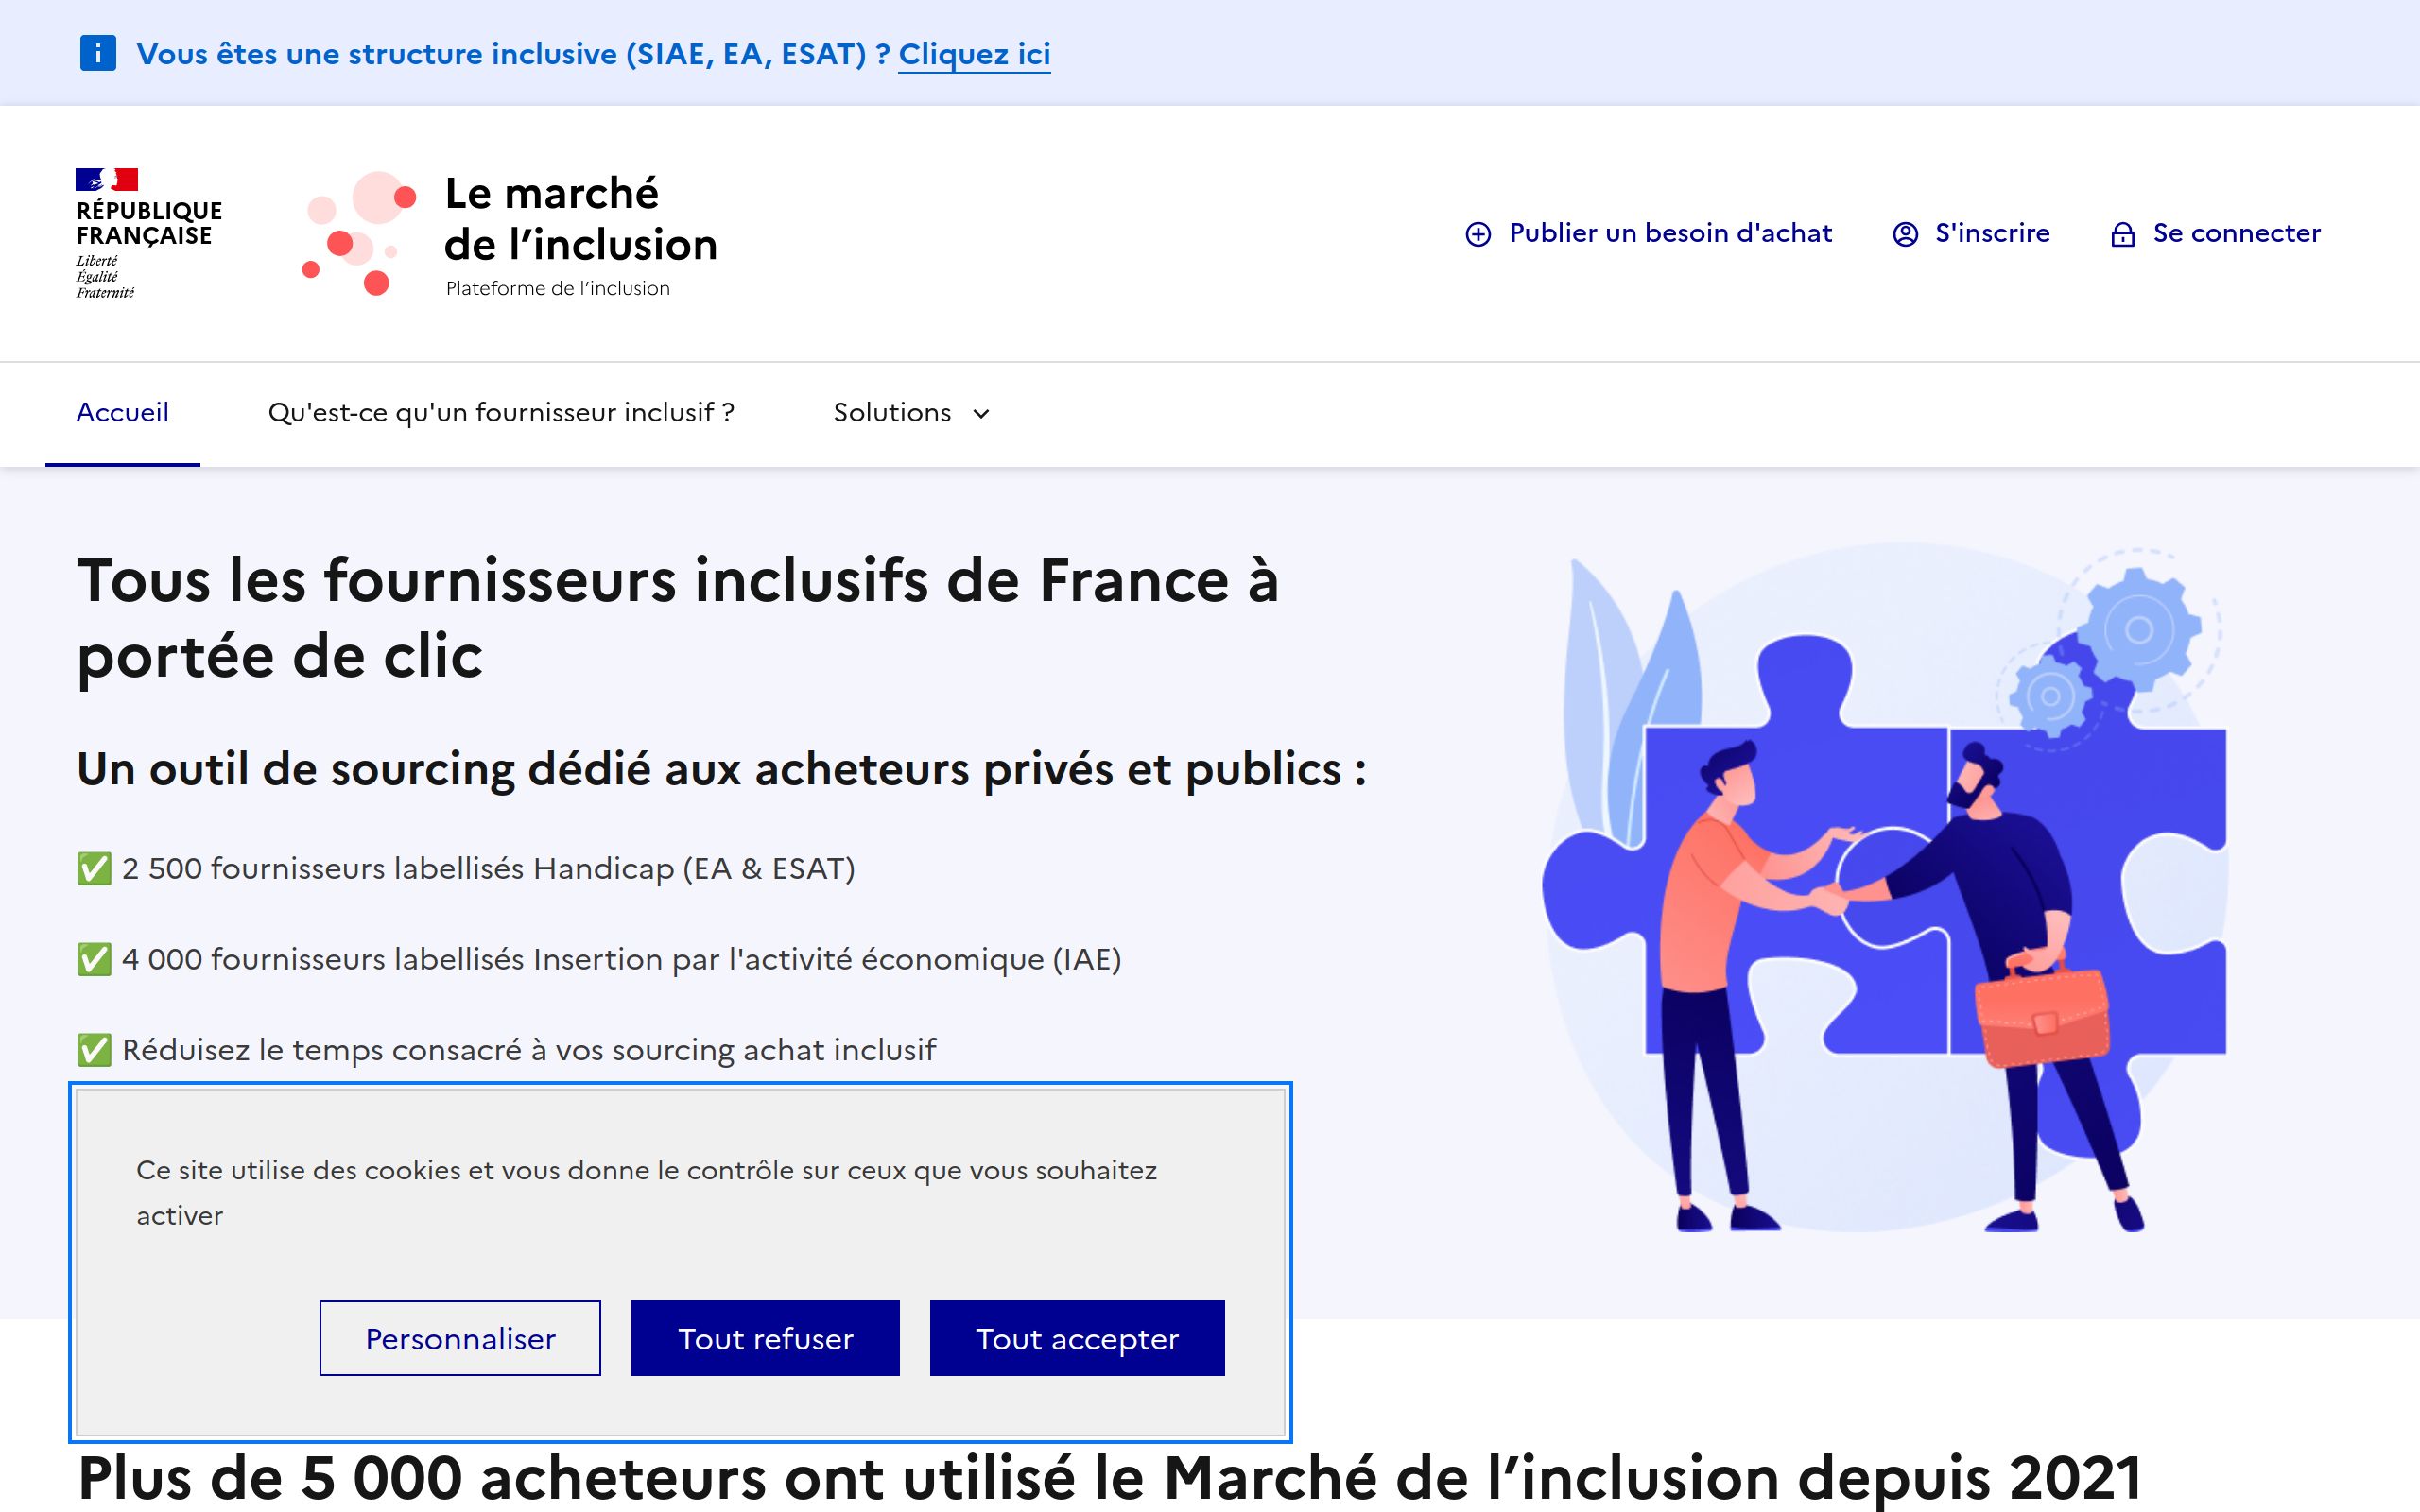 Vous êtes une structure inclusive (SIAE, EA, ESAT) ? Cliquez ici
RÉPUBLIQUE
FRANÇAISE
Liberté
Égalité
Fraternité
Le marché
de l’inclusion
Plateforme de l’inclusion
Publier un besoin d'achat
S'inscrire
Se connecter
Accueil
Qu'est-ce qu'un fournisseur inclusif ?
Solutions
Tous les fournisseurs inclusifs de France à
portée de clic
Un outil de sourcing dédié aux acheteurs privés et publics :
✅ 2 500 fournisseurs labellisés Handicap (EA & ESAT)
✅ 4 000 fournisseurs labellisés Insertion par l'activité économique (IAE)
✅ Réduisez le temps consacré à vos sourcing achat inclusif
Ce site utilise des cookies et vous donne le contrôle sur ceux que vous souhaitez
activer
Personnaliser
Tout refuser
Tout accepter
Plus de 5 000 acheteurs ont utilisé le Marché de l’inclusion depuis 2021